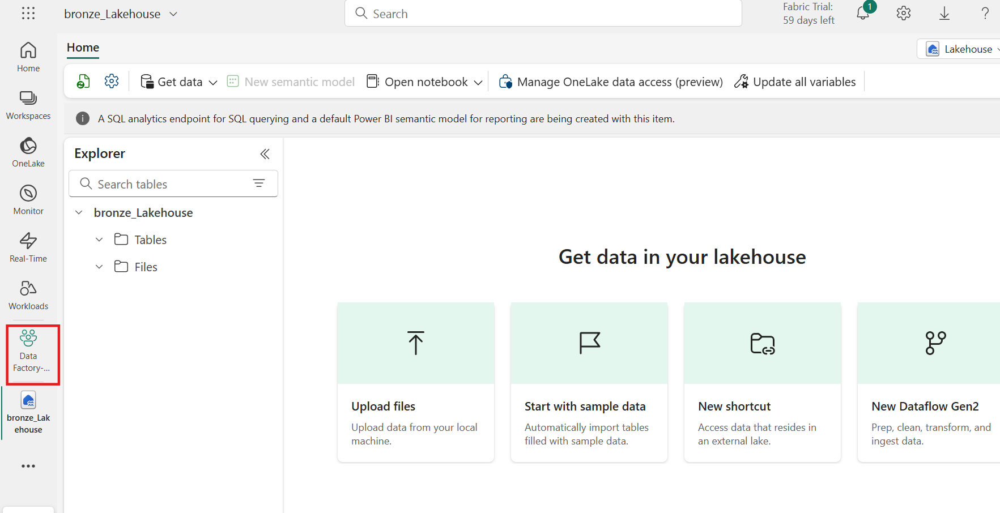 bronze_Lakehouse
Search
Fabric Trial:
59 days left
1
Home
Workspaces
OneLake
Monitor
Real-Time
Workloads
Data
Factory-...
bronze_Lak
ehouse
Home
Lakehouse
Get data
New semantic model
Open notebook
Manage OneLake data access (preview)
Update all variables
A SQL analytics endpoint for SQL querying and a default Power BI semantic model for reporting are being created with this item.
Explorer
Search tables
bronze_Lakehouse
Tables
Files
Get data in your lakehouse
Upload files
Upload data from your local
machine.
Start with sample data
Automatically import tables
filled with sample data.
New shortcut
Access data that resides in
an external lake.
New Dataflow Gen2
Prep, clean, transform, and
ingest data.